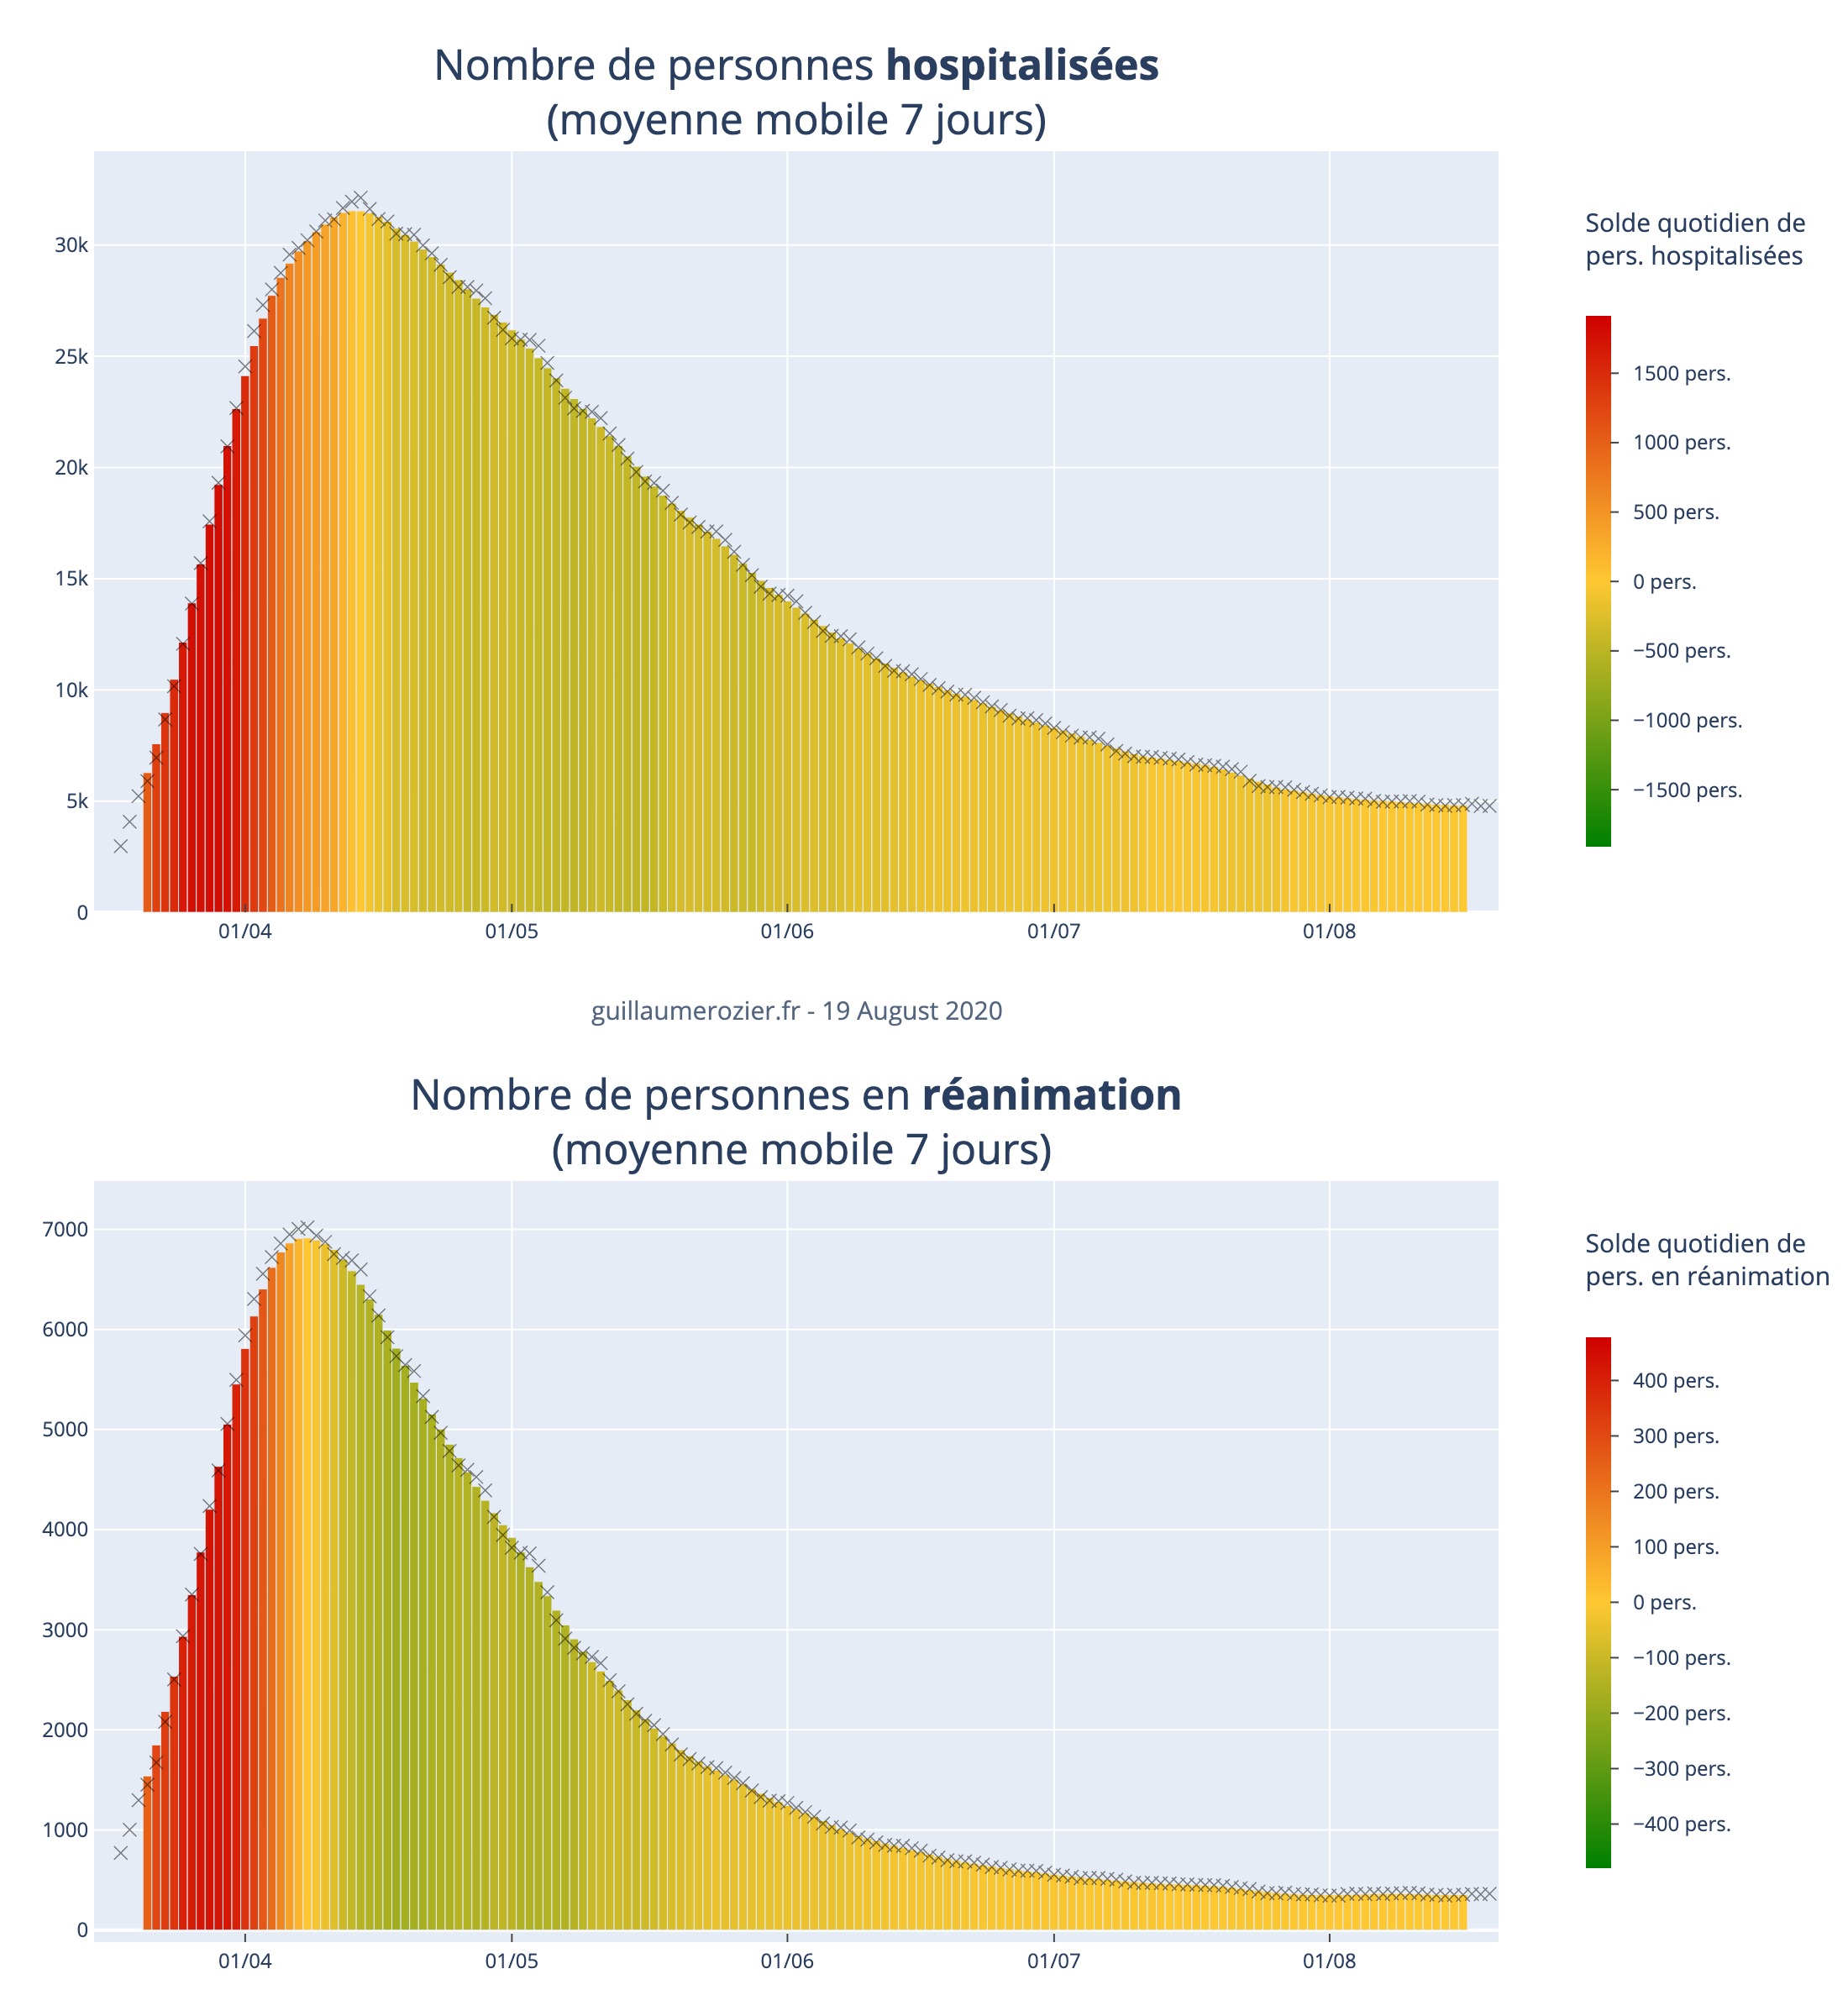 Nombre de personnes hospitalisées
(moyenne mobile 7 jours)
Solde quotidien de
pers. hospitalisées
30k
25k
20k
15k
10k
5k
0
01/04
01/05
01/06
01/07
01/08
1500 pers.
1000 pers.
500 pers.
0 pers.
−500 pers.
−1000 pers.
−1500 pers.
guillaumerozier.fr - 19 August 2020
Nombre de personnes en réanimation
(moyenne mobile 7 jours)
Solde quotidien de
pers. en réanimation
7000
6000
5000
4000
3000
2000
1000
0
01/04
01/05
01/06
01/07
01/08
400 pers.
300 pers.
200 pers.
100 pers.
0 pers.
−100 pers.
−200 pers.
−300 pers.
−400 pers.